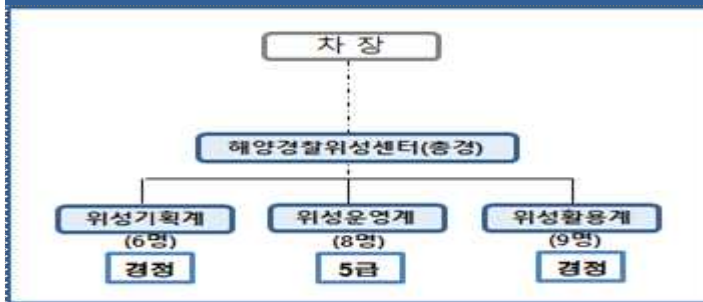 차 장
해양경찰위성센터(총경)
위성기획계 위성운영계 위성활용계
(6명) (8명) (9명)
경정 5급 경정